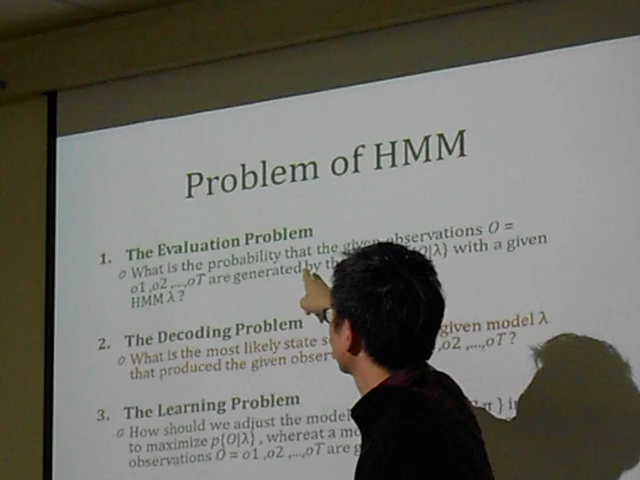 Problem of HMM
1. The Evaluation Problem
o What is the probability that the given observations O =
o1 ,o2 ,...,oT are generated by the O|λ} with a given
HMM λ ?
2. The Decoding Problem
o What is the most likely state given model λ
that produced the given ,o2 ,...,oT ?
3. The Learning Problem
o How should we adjust the model
to maximize p{O|λ} , whereat a
observations O = o1 ,o2 ,...,oT are